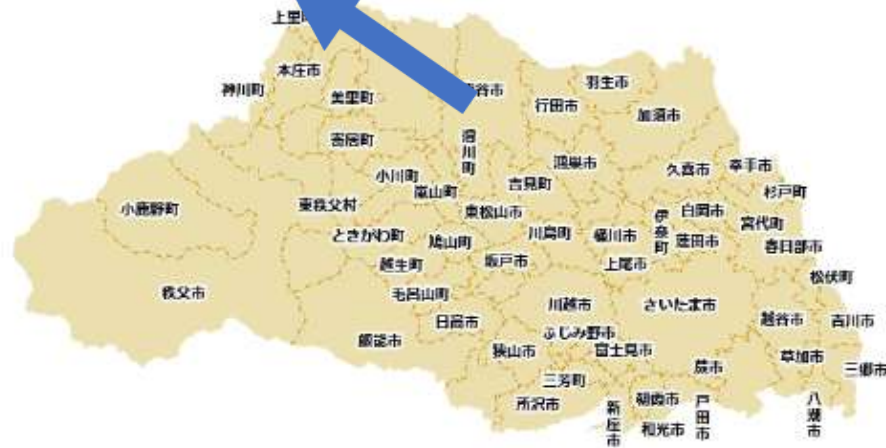 上里町
本庄市
神川町
美里町
熊谷市
羽生市
行田市
加須市
寄居町
滑川町
鴻巣市
久喜市
幸手市
小川町
嵐山町
吉見町
杉戸町
小鹿野町
東秩父村
東松山市
伊奈町
白岡市
宮代町
ときがわ町
鳩山町
川島町
桶川市
蓮田市
春日部市
越生町
坂戸市
上尾市
松伏町
秩父市
毛呂山町
川越市
さいたま市
日高市
越谷市
吉川市
飯能市
ふじみ野市
狭山市
富士見市
草加市
蕨市
三郷市
三芳町
所沢市
新座市
朝霞市
戸田市
八潮市
和光市